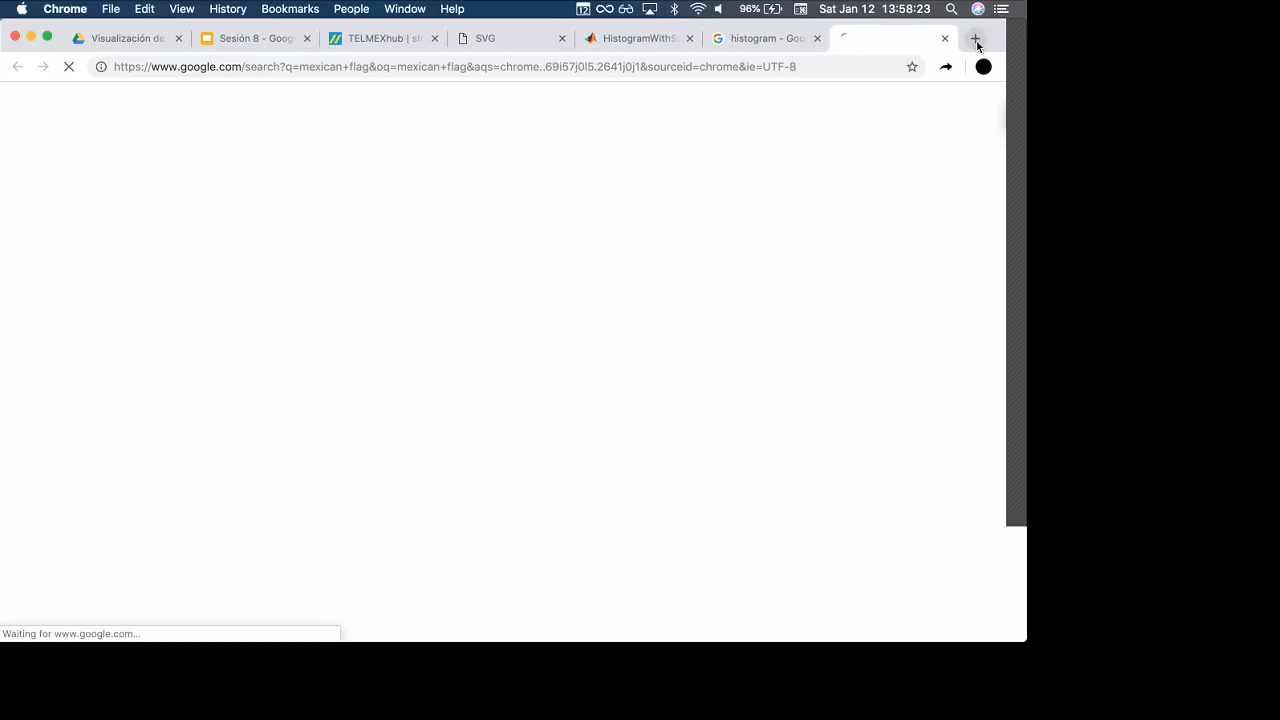 Chrome File Edit View History Bookmarks People Window Help 12 96% Sat Jan 12 13:58:23
Visualización de Sesión 8 - Goog TELMEXhub | str SVG HistogramWithS histogram - Goo
https://www.google.com/search?q=mexican+flag&oq=mexican+flag&aqs=chrome..69i57j0l5.2641j0j1&sourceid=chrome&ie=UTF-8
Waiting for www.google.com...